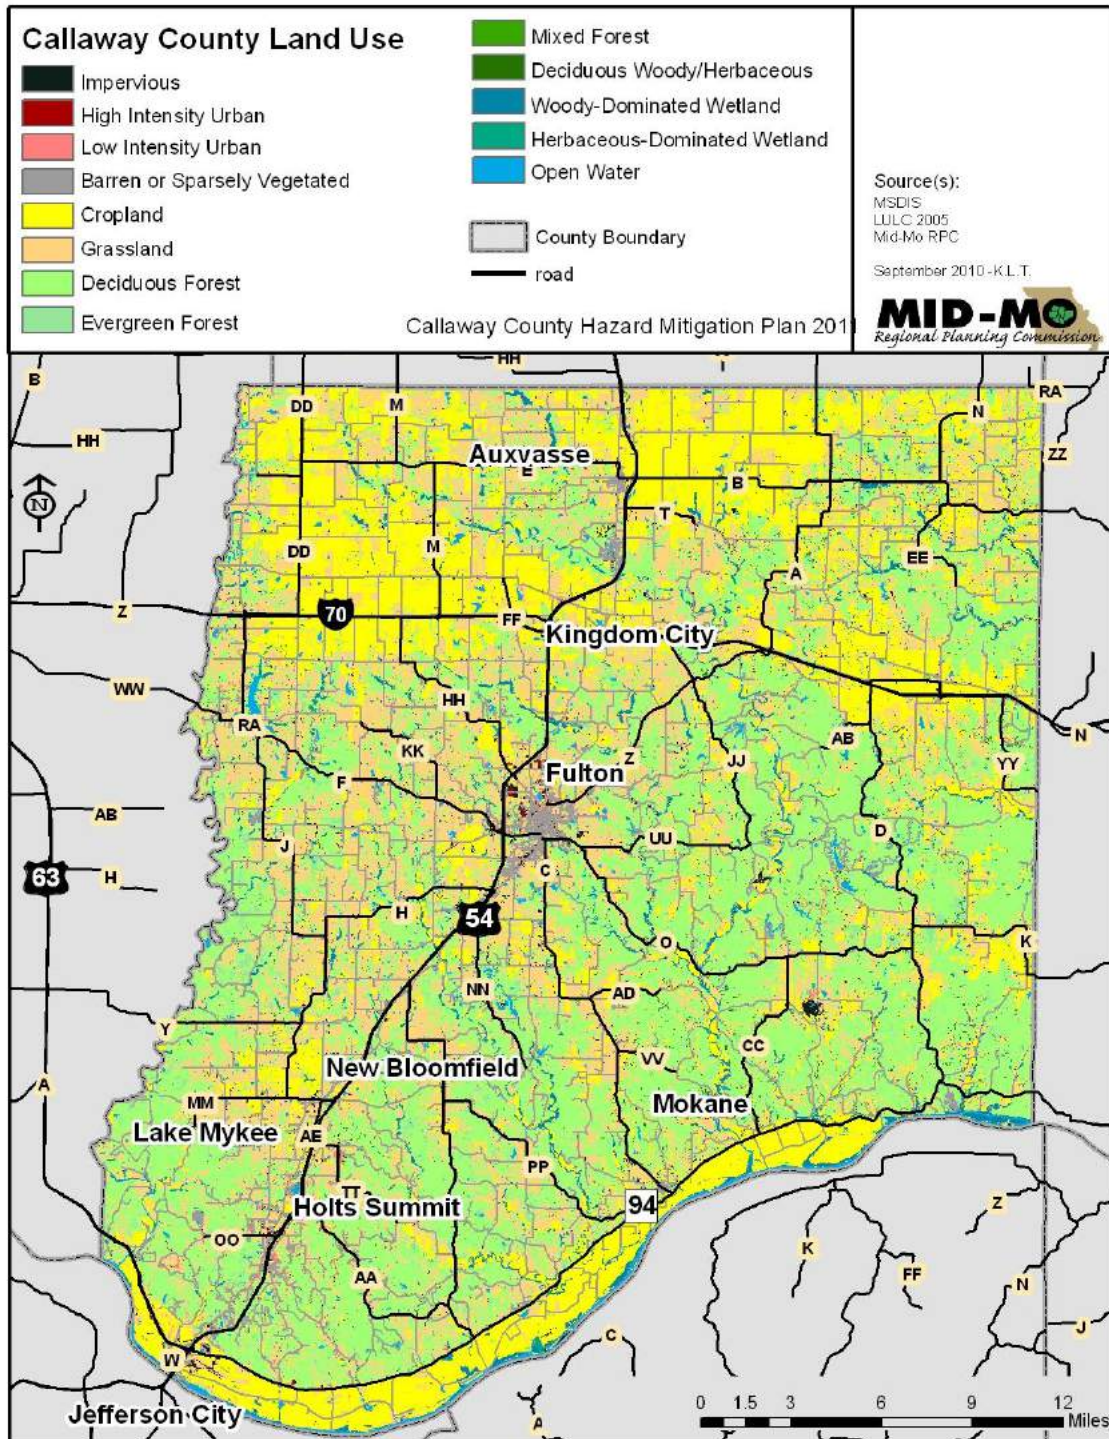 Callaway County Land Use
Impervious
High Intensity Urban
Low Intensity Urban
Barren or Sparsely Vegetated
Cropland
Grassland
Deciduous Forest
Evergreen Forest
Mixed Forest
Deciduous Woody/Herbaceous
Woody-Dominated Wetland
Herbaceous-Dominated Wetland
Open Water
County Boundary
road
Callaway County Hazard Mitigation Plan 2011
Source(s):
MSDIS
LULC 2005
Mid-Mo RPC
September 2010 -K.L.T.
MID-MO
Regional Planning Commission
HH
B
DD
M
N
RA
HH
Auxvasse
ZZ
E
B
N
T
DD
M
EE
A
Z
70
FF
Kingdom City
WW
HH
RA
KK
AB
N
Z
JJ
YY
Fulton
F
AB
D
J
UU
63
H
C
H
54
O
K
NN
AD
Y
CC
VV
New Bloomfield
A
MM
Mokane
Lake Mykee
AE
PP
TT
94
Z
Holts Summit
OO
K
AA
FF
N
C
J
W
0 1.5 3 6 9 12
Miles
Jefferson City
A